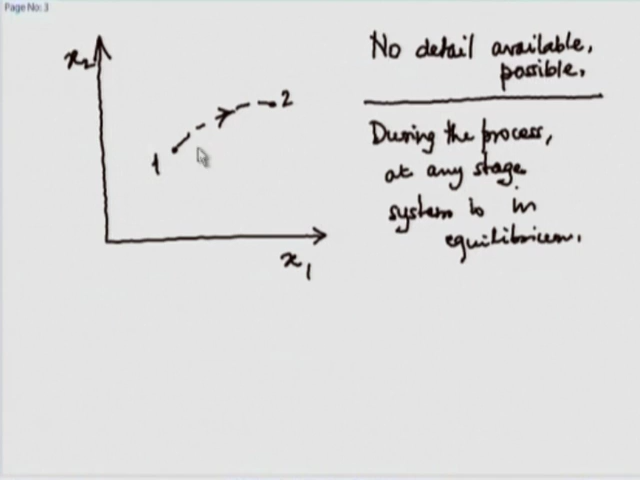 Page No: 3
x₂
2
1
x₁
No detail available,
possible.
During the process,
at any stage
system is in
equilibrium.